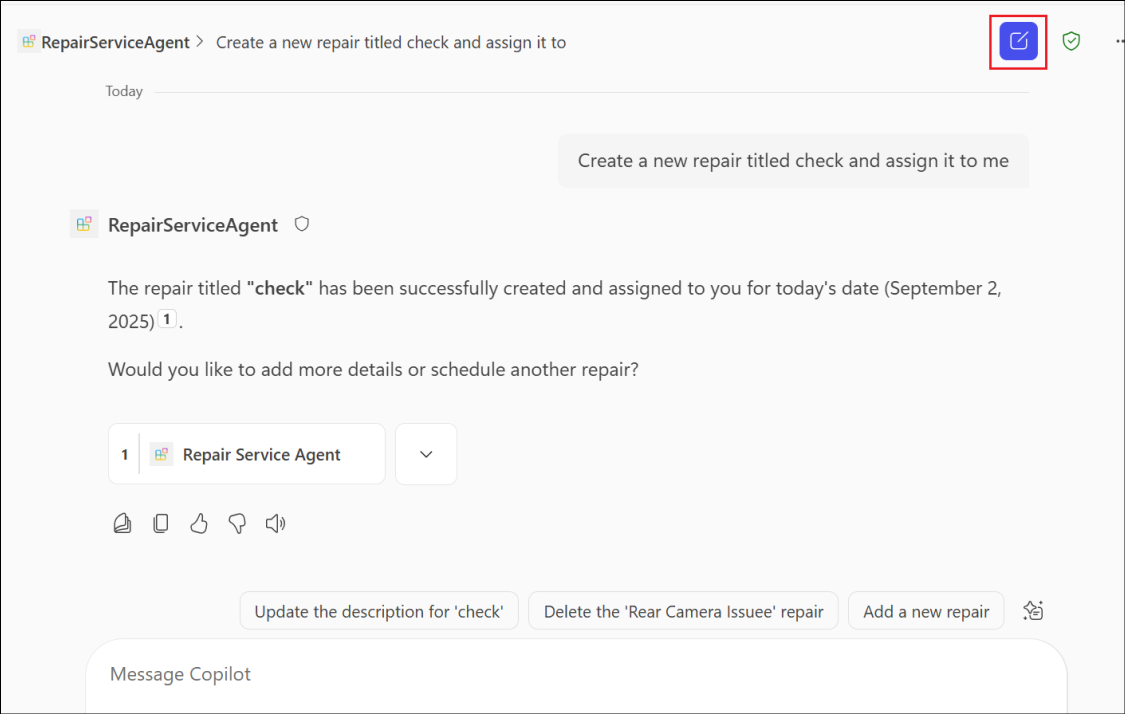 RepairServiceAgent > Create a new repair titled check and assign it to
Today
Create a new repair titled check and assign it to me
RepairServiceAgent
The repair titled "check" has been successfully created and assigned to you for today's date (September 2,
2025) 1 .
Would you like to add more details or schedule another repair?
1 Repair Service Agent
Update the description for 'check' Delete the 'Rear Camera Issuee' repair Add a new repair
Message Copilot